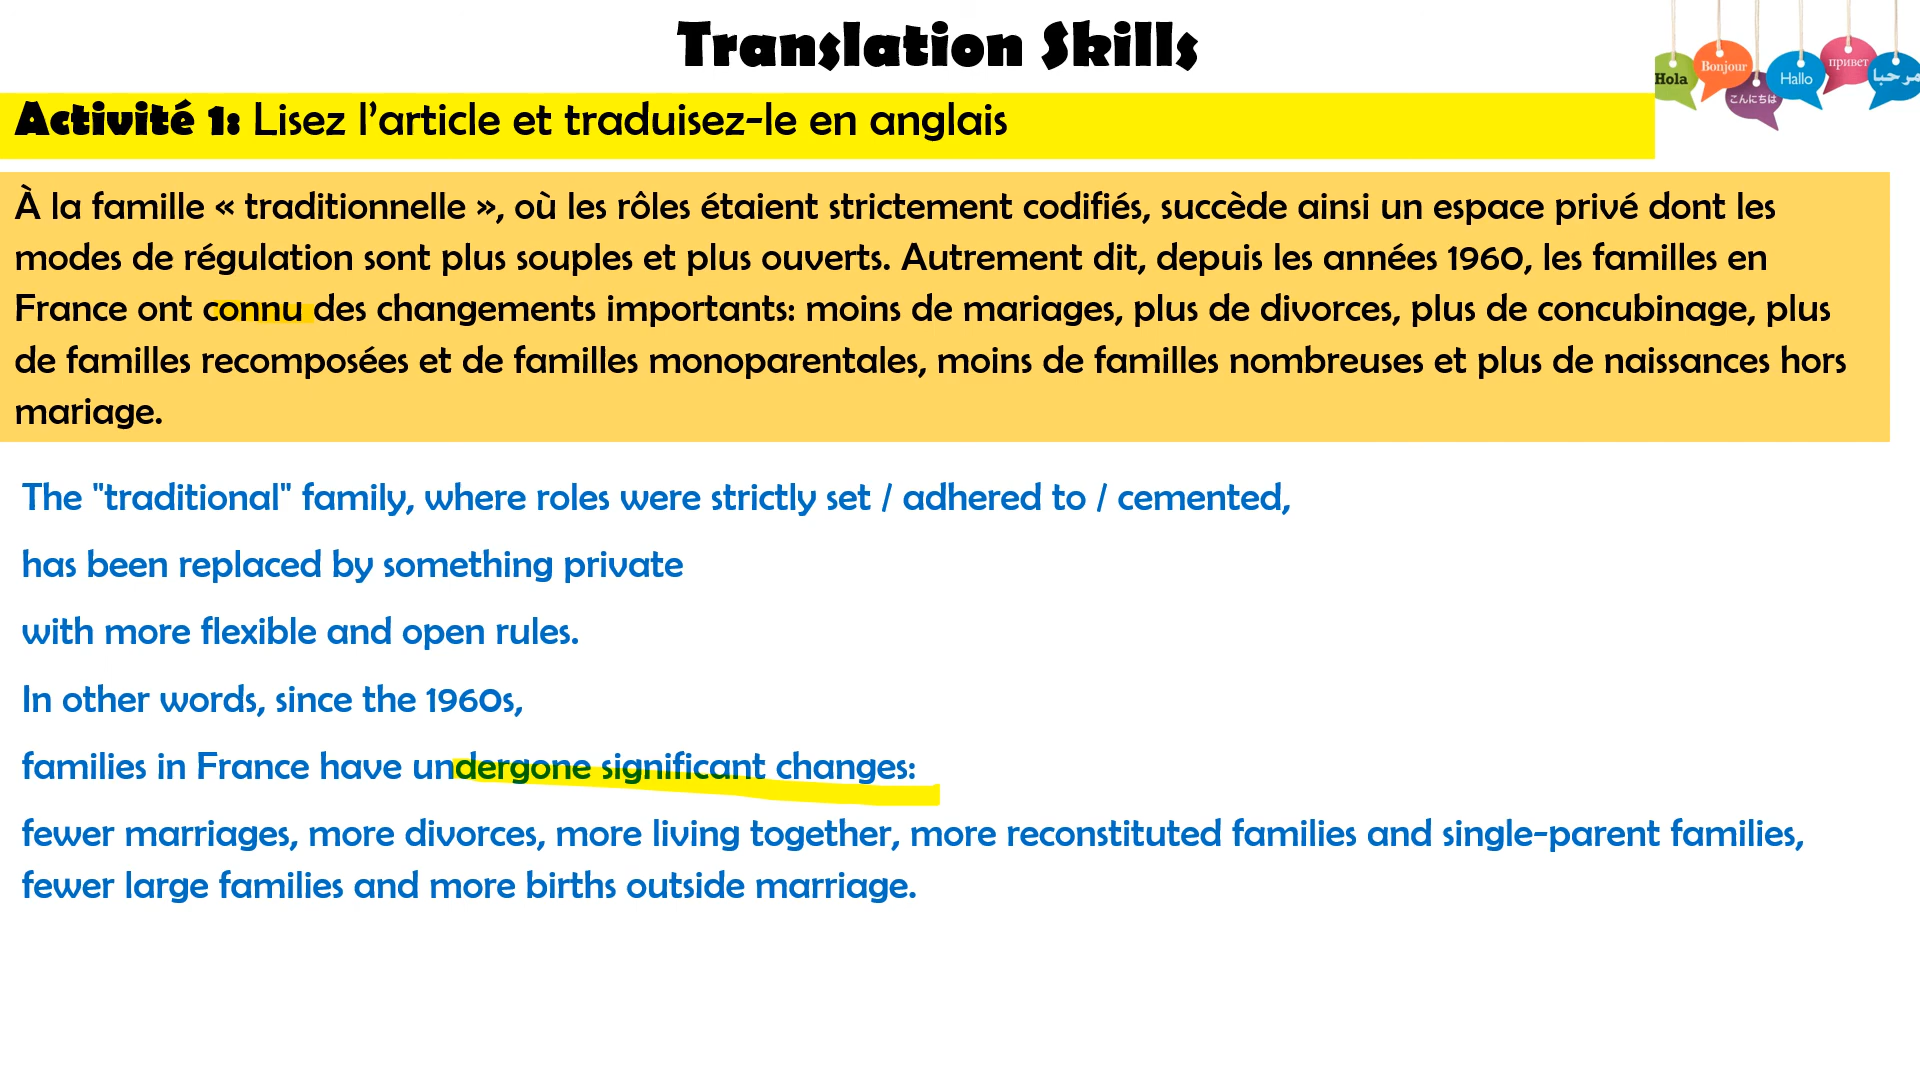 Translation Skills
Hola
Bonjour
こんにちは
Hallo
привет
مرحبا
Activité 1: Lisez l’article et traduisez-le en anglais
À la famille « traditionnelle », où les rôles étaient strictement codifiés, succède ainsi un espace privé dont les
modes de régulation sont plus souples et plus ouverts. Autrement dit, depuis les années 1960, les familles en
France ont connu des changements importants: moins de mariages, plus de divorces, plus de concubinage, plus
de familles recomposées et de familles monoparentales, moins de familles nombreuses et plus de naissances hors
mariage.
The "traditional" family, where roles were strictly set / adhered to / cemented,
has been replaced by something private
with more flexible and open rules.
In other words, since the 1960s,
families in France have undergone significant changes:
fewer marriages, more divorces, more living together, more reconstituted families and single-parent families,
fewer large families and more births outside marriage.